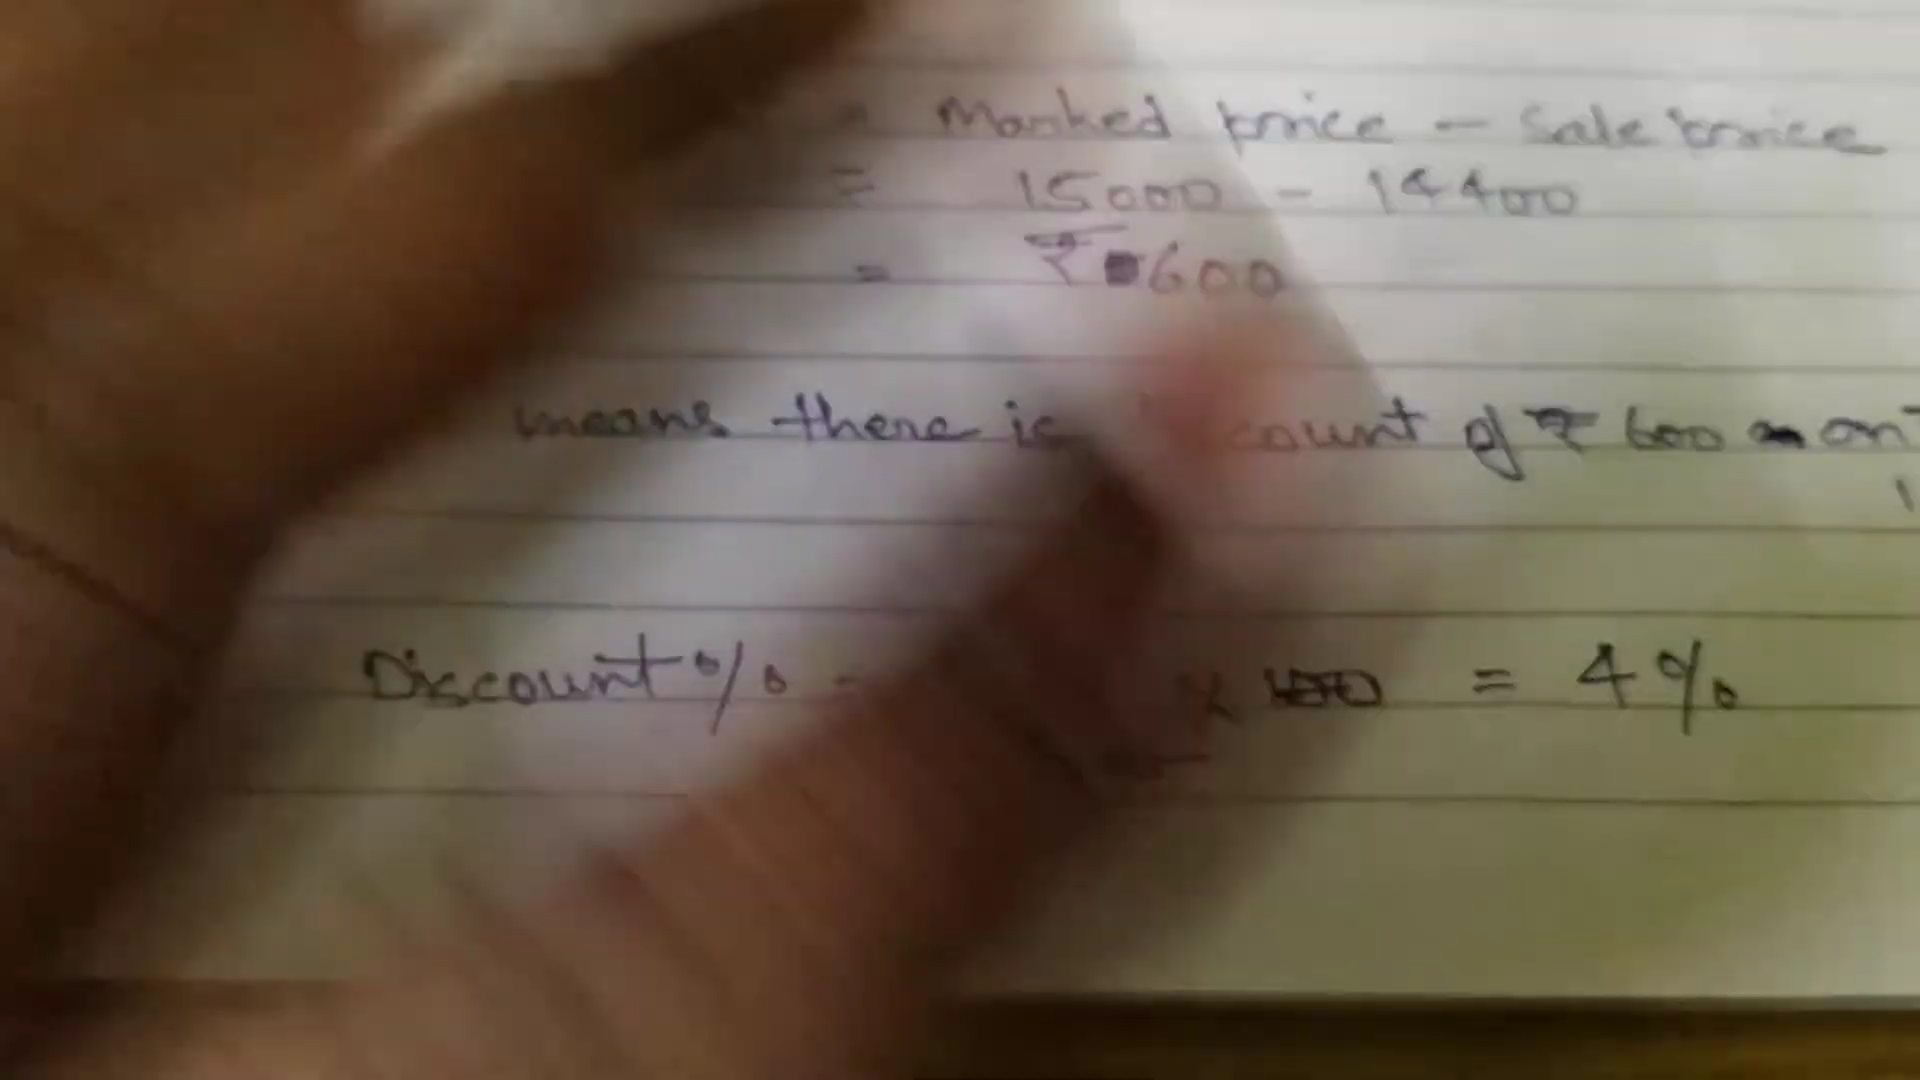 = Marked price - Sale price
= 15000 - 14400
= ₹ 600
means there is count of ₹ 600 on
Discount % = x 100 = 4%